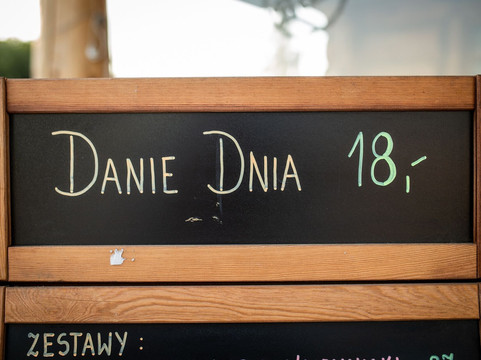 DANIE DNIA 18,-
ZESTAWY :